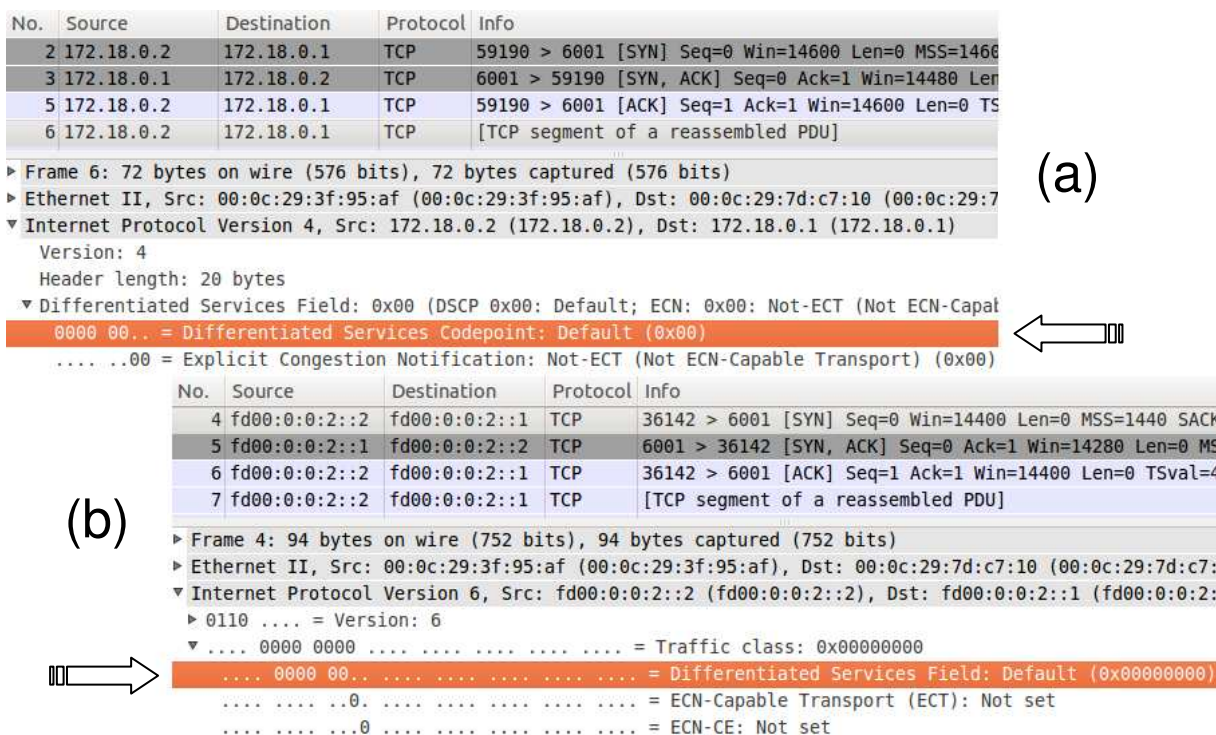 No. Source Destination Protocol Info
2 172.18.0.2 172.18.0.1 TCP 59190 > 6001 [SYN] Seq=0 Win=14600 Len=0 MSS=1460
3 172.18.0.1 172.18.0.2 TCP 6001 > 59190 [SYN, ACK] Seq=0 Ack=1 Win=14480 Len
5 172.18.0.2 172.18.0.1 TCP 59190 > 6001 [ACK] Seq=1 Ack=1 Win=14600 Len=0 TS
6 172.18.0.2 172.18.0.1 TCP [TCP segment of a reassembled PDU]
Frame 6: 72 bytes on wire (576 bits), 72 bytes captured (576 bits)
(a)
Ethernet II, Src: 00:0c:29:3f:95:af (00:0c:29:3f:95:af), Dst: 00:0c:29:7d:c7:10 (00:0c:29:7
Internet Protocol Version 4, Src: 172.18.0.2 (172.18.0.2), Dst: 172.18.0.1 (172.18.0.1)
Version: 4
Header length: 20 bytes
Differentiated Services Field: 0x00 (DSCP 0x00: Default; ECN: 0x00: Not-ECT (Not ECN-Capab
0000 00.. = Differentiated Services Codepoint: Default (0x00)
.... ..00 = Explicit Congestion Notification: Not-ECT (Not ECN-Capable Transport) (0x00)
No. Source Destination Protocol Info
4 fd00:0:0:2::2 fd00:0:0:2::1 TCP 36142 > 6001 [SYN] Seq=0 Win=14400 Len=0 MSS=1440 SACK
5 fd00:0:0:2::1 fd00:0:0:2::2 TCP 6001 > 36142 [SYN, ACK] Seq=0 Ack=1 Win=14280 Len=0 MS
6 fd00:0:0:2::2 fd00:0:0:2::1 TCP 36142 > 6001 [ACK] Seq=1 Ack=1 Win=14400 Len=0 TSval=4
7 fd00:0:0:2::2 fd00:0:0:2::1 TCP [TCP segment of a reassembled PDU]
(b)
Frame 4: 94 bytes on wire (752 bits), 94 bytes captured (752 bits)
Ethernet II, Src: 00:0c:29:3f:95:af (00:0c:29:3f:95:af), Dst: 00:0c:29:7d:c7:10 (00:0c:29:7d:c7:
Internet Protocol Version 6, Src: fd00:0:0:2::2 (fd00:0:0:2::2), Dst: fd00:0:0:2::1 (fd00:0:0:2:
0110 .... = Version: 6
.... 0000 0000 .... .... .... .... .... = Traffic class: 0x00000000
.... 0000 00.. .... .... .... .... .... = Differentiated Services Field: Default (0x00000000)
.... .... ..0. .... .... .... .... .... = ECN-Capable Transport (ECT): Not set
.... .... ...0 .... .... .... .... .... = ECN-CE: Not set